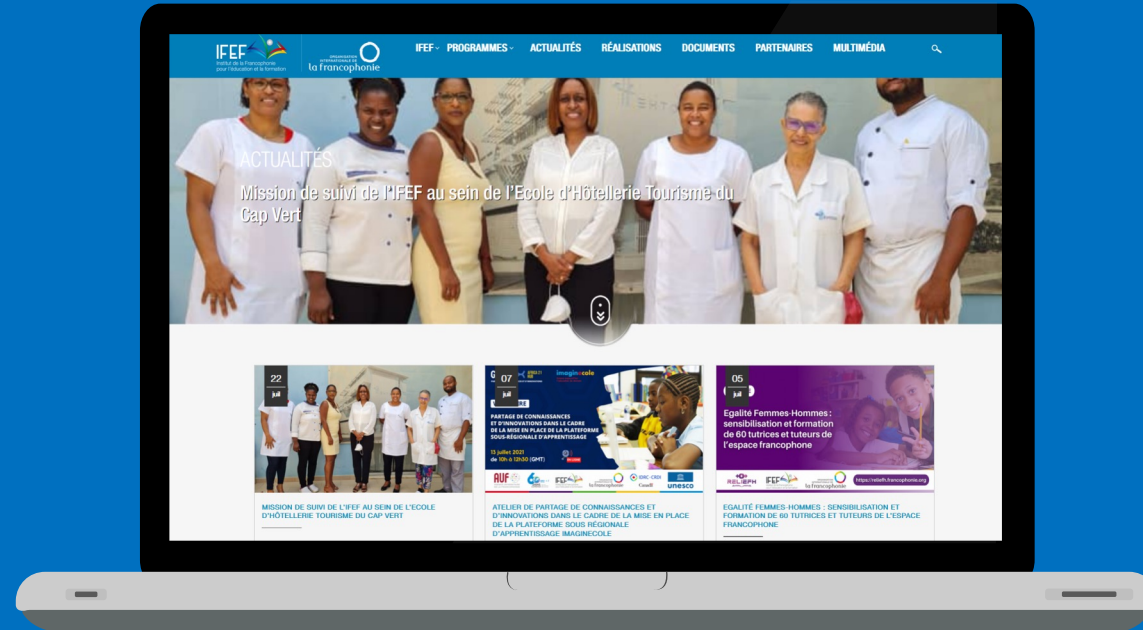 IFEF
Institut de la Francophonie
pour l'éducation et la formation
ORGANISATION
INTERNATIONALE DE
la francophonie
IFEF PROGRAMMES ACTUALITÉS RÉALISATIONS DOCUMENTS PARTENAIRES MULTIMÉDIA
ACTUALITÉS
Mission de suivi de l'IFEF au sein de l'Ecole d'Hôtellerie Tourisme du
Cap Vert
22
juil
MISSION DE SUIVI DE L'IFEF AU SEIN DE L'ECOLE
D'HÔTELLERIE TOURISME DU CAP VERT
07
juil
imaginecole
PARTAGE DE CONNAISSANCES
ET D'INNOVATIONS DANS LE CADRE
DE LA MISE EN PLACE DE LA PLATEFORME
SOUS-RÉGIONALE D'APPRENTISSAGE
13 juillet 2021
de 10h à 12h30 (GMT)
AUF IFEF la francophonie IDRC · CRDI Canada unesco
ATELIER DE PARTAGE DE CONNAISSANCES ET
D'INNOVATIONS DANS LE CADRE DE LA MISE EN PLACE
DE LA PLATEFORME SOUS RÉGIONALE
D'APPRENTISSAGE IMAGINECOLE
05
juil
Egalité Femmes-Hommes :
sensibilisation et formation
de 60 tutrices et tuteurs de
l'espace francophone
RELIEFH IFEF la francophonie https://reliefh.francophonie.org
EGALITÉ FEMMES-HOMMES : SENSIBILISATION ET
FORMATION DE 60 TUTRICES ET TUTEURS DE L'ESPACE
FRANCOPHONE